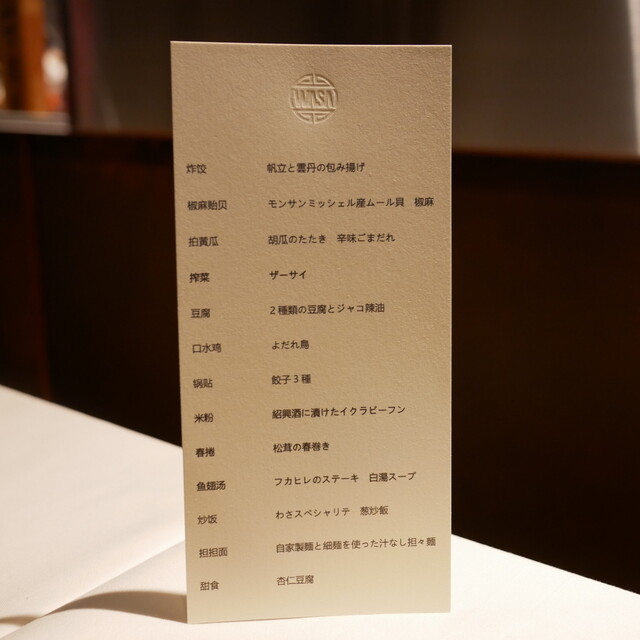 WASA
炸饺 帆立と雲丹の包み揚げ
椒麻贻贝 モンサンミッシェル産ムール貝 椒麻
拍黄瓜 胡瓜のたたき 辛味ごまだれ
搾菜 ザーサイ
豆腐 2種類の豆腐とジャコ辣油
口水鸡 よだれ鳥
锅贴 餃子3種
米粉 紹興酒に漬けたイクラビーフン
春捲 松茸の春巻き
鱼翅汤 フカヒレのステーキ 白湯スープ
炒饭 わさスペシャリテ 葱炒飯
担担面 自家製麺と細麺を使った汁なし担々麺
甜食 杏仁豆腐